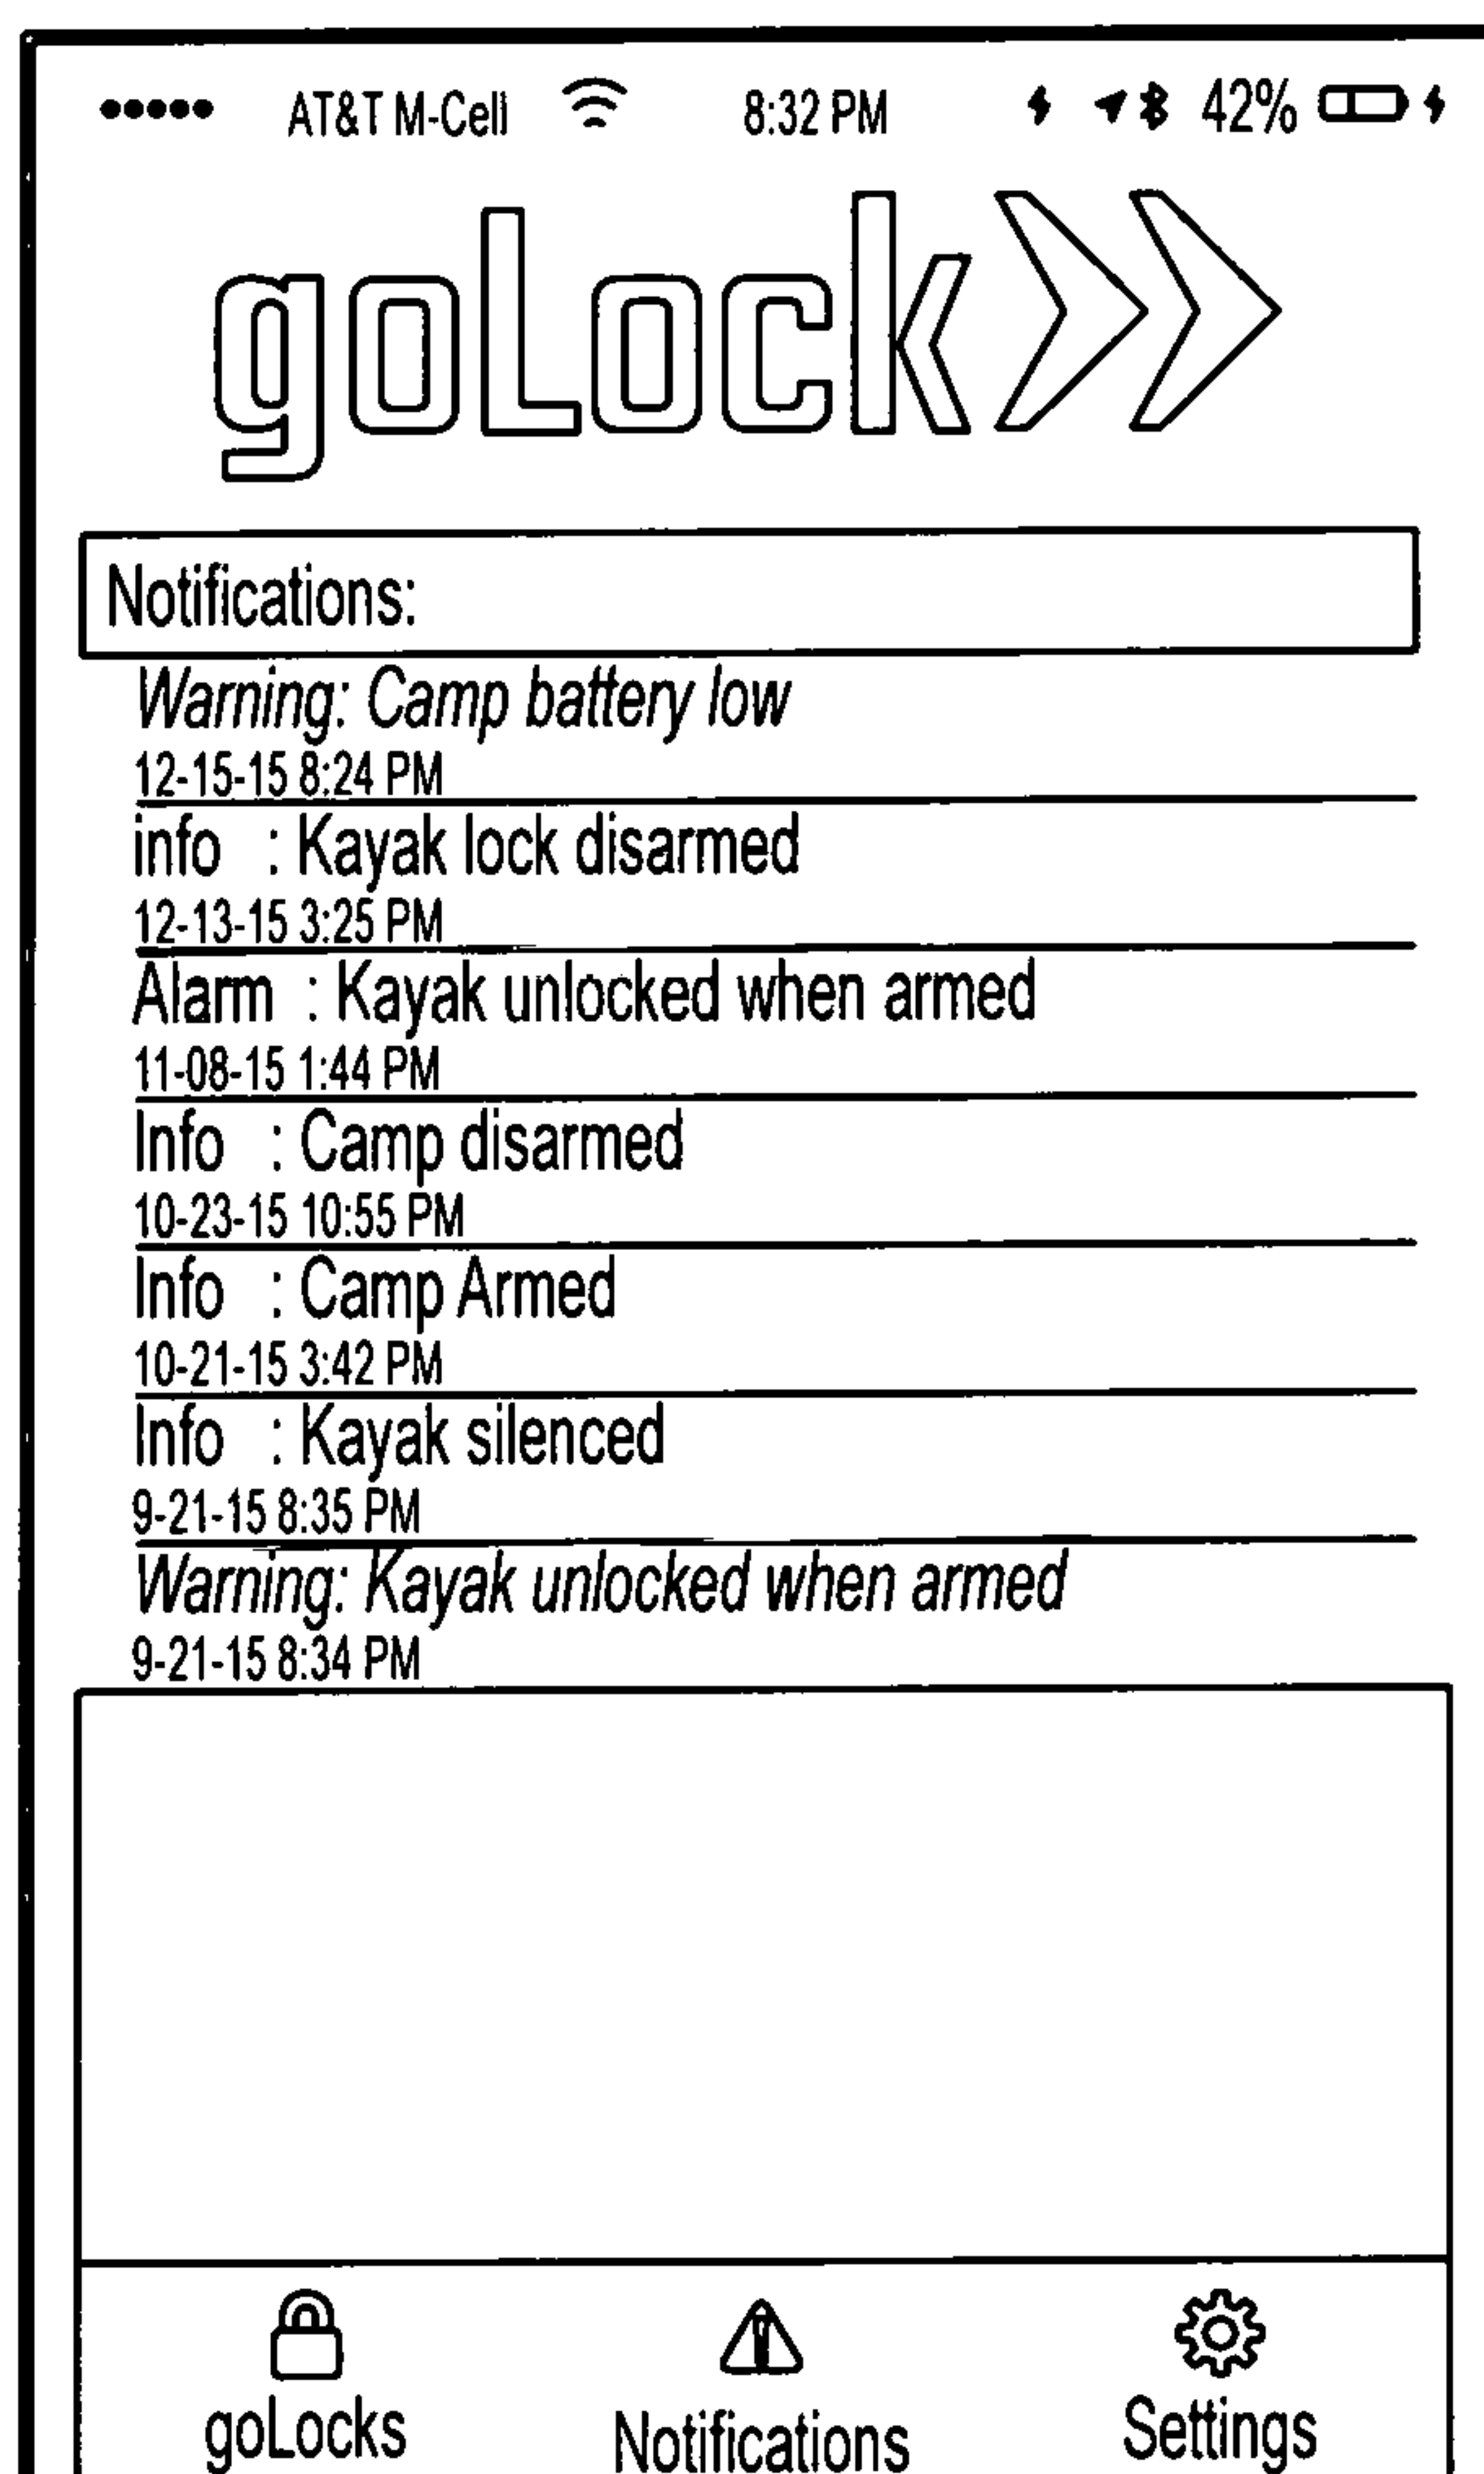 AT&T M-Cell 8:32 PM 42%
goLock
Notifications:
Warning: Camp battery low
12-15-15 8:24 PM
info : Kayak lock disarmed
12-13-15 3:25 PM
Alarm : Kayak unlocked when armed
11-08-15 1:44 PM
Info : Camp disarmed
10-23-15 10:55 PM
Info : Camp Armed
10-21-15 3:42 PM
Info : Kayak silenced
9-21-15 8:35 PM
Warning: Kayak unlocked when armed
9-21-15 8:34 PM
goLocks Notifications Settings